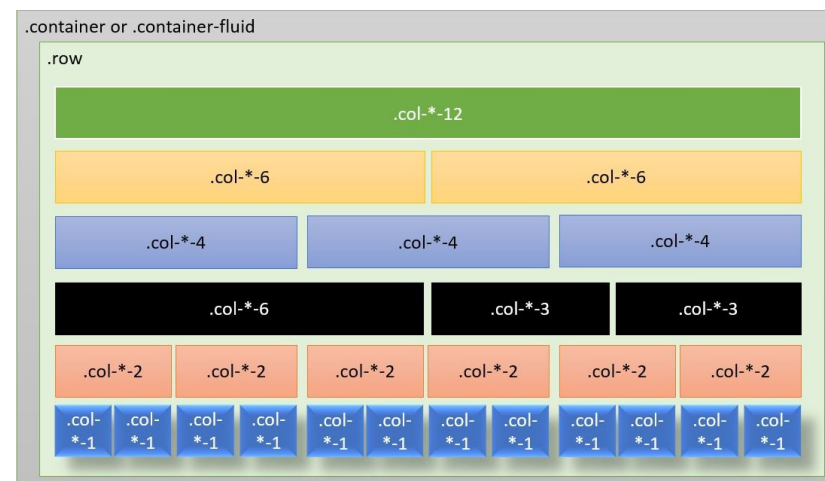 .container or .container-fluid
.row
.col-*-12
.col-*-6 .col-*-6
.col-*-4 .col-*-4 .col-*-4
.col-*-6 .col-*-3 .col-*-3
.col-*-2 .col-*-2 .col-*-2 .col-*-2 .col-*-2 .col-*-2
.col- .col- .col- .col- .col- .col- .col- .col- .col- .col- .col- .col-
*-1 *-1 *-1 *-1 *-1 *-1 *-1 *-1 *-1 *-1 *-1 *-1